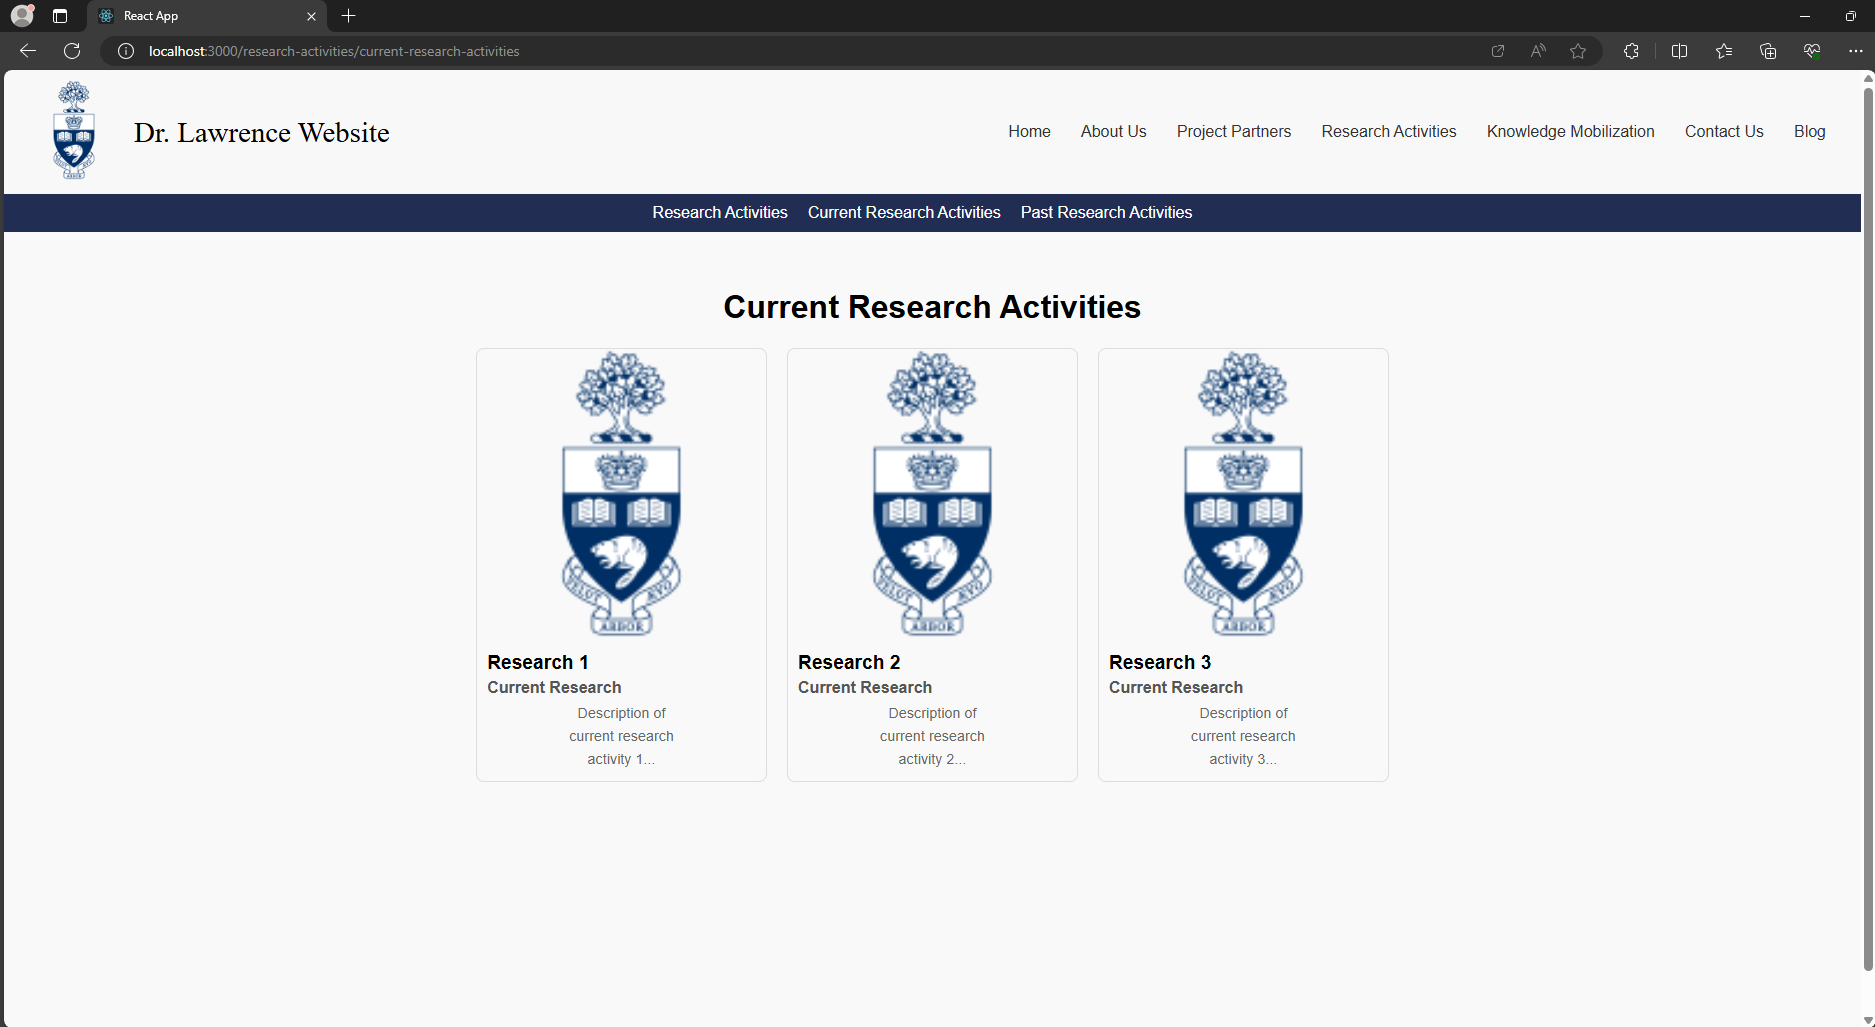 React App
localhost:3000/research-activities/current-research-activities
Dr. Lawrence Website
Home About Us Project Partners Research Activities Knowledge Mobilization Contact Us Blog
Research Activities Current Research Activities Past Research Activities
Current Research Activities
VELUT ARBOR ÆVO
Research 1
Current Research
Description of
current research
activity 1...
VELUT ARBOR ÆVO
Research 2
Current Research
Description of
current research
activity 2...
VELUT ARBOR ÆVO
Research 3
Current Research
Description of
current research
activity 3...